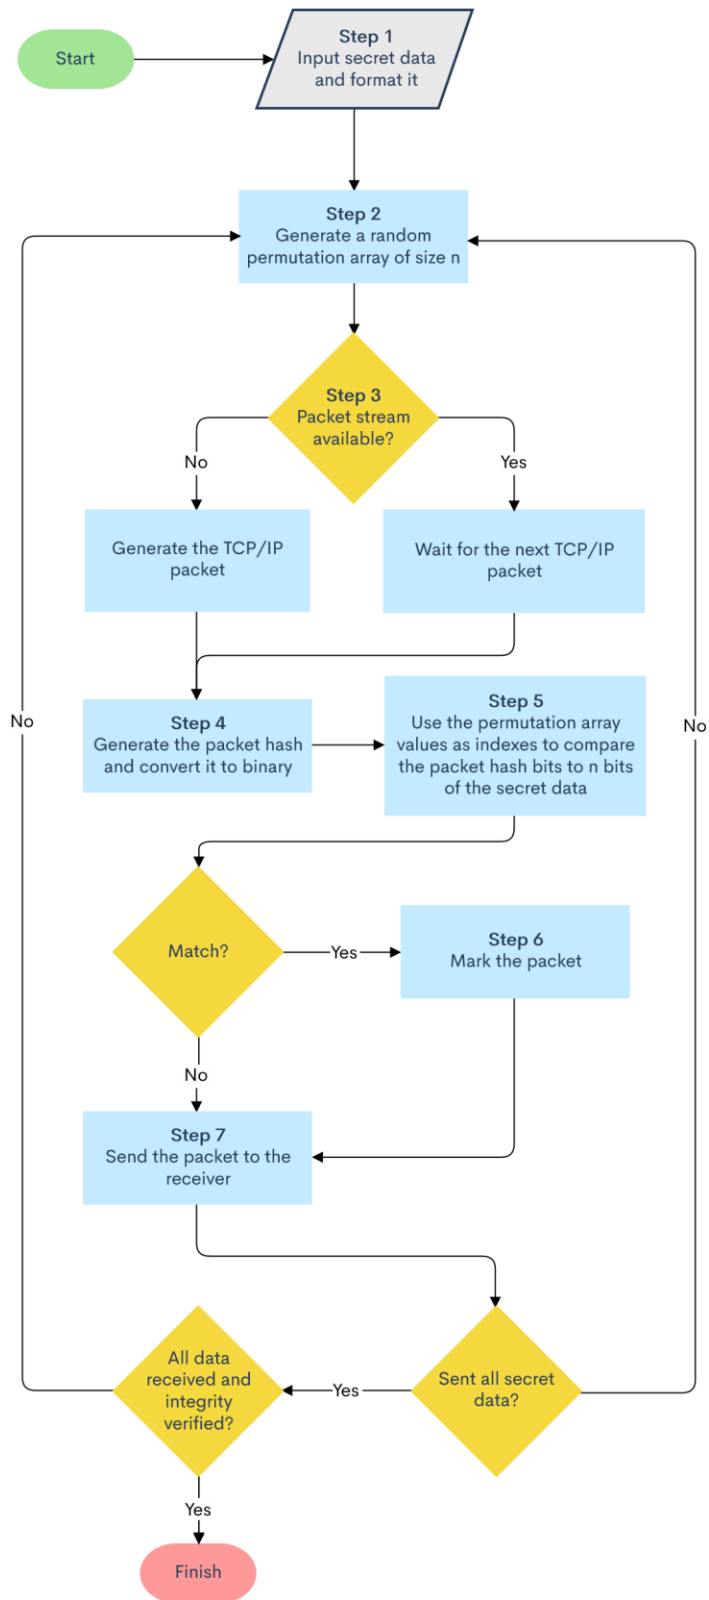 Start
Step 1
Input secret data
and format it
Step 2
Generate a random
permutation array of size n
Step 3
Packet stream
available?
No
Yes
Generate the TCP/IP
packet
Wait for the next TCP/IP
packet
No
No
Step 4
Generate the packet hash
and convert it to binary
Step 5
Use the permutation array
values as indexes to compare
the packet hash bits to n bits
of the secret data
Match?
Yes
Step 6
Mark the packet
No
Step 7
Send the packet to the
receiver
All data
received and
integrity
verified?
Yes
Sent all secret
data?
Yes
Finish